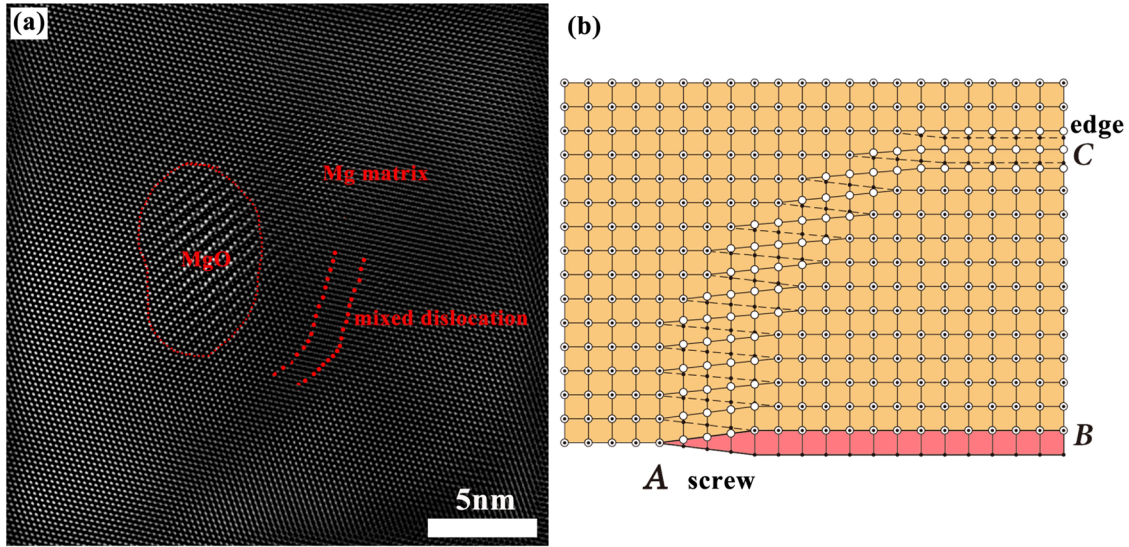 (a)
Mg matrix
MgO
mixed dislocation
5nm
(b)
edge
C
B
A screw